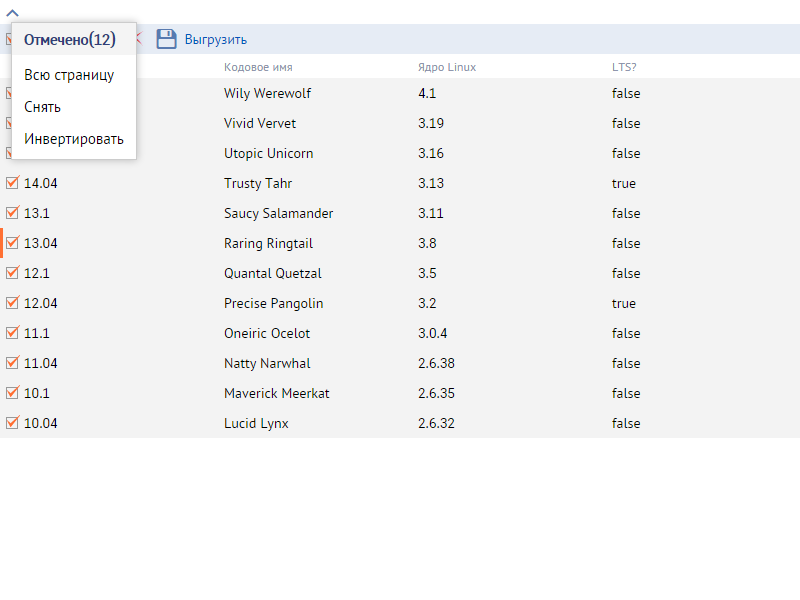 Отмечено(12) Выгрузить
Кодовое имя Ядро Linux LTS?
Всю страницу
Снять
Инвертировать
Wily Werewolf 4.1 false
Vivid Vervet 3.19 false
Utopic Unicorn 3.16 false
14.04 Trusty Tahr 3.13 true
13.1 Saucy Salamander 3.11 false
13.04 Raring Ringtail 3.8 false
12.1 Quantal Quetzal 3.5 false
12.04 Precise Pangolin 3.2 true
11.1 Oneiric Ocelot 3.0.4 false
11.04 Natty Narwhal 2.6.38 false
10.1 Maverick Meerkat 2.6.35 false
10.04 Lucid Lynx 2.6.32 false